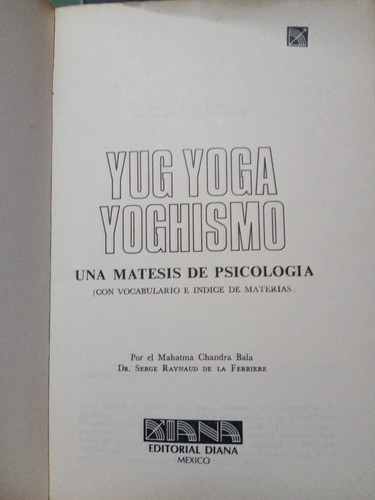 YUG YOGA
YOGHISMO
UNA MATESIS DE PSICOLOGIA
(CON VOCABULARIO E INDICE DE MATERIAS)
Por el Mahatma Chandra Bala
DR. SERGE RAYNAUD DE LA FERRIERE
DIANA
EDITORIAL DIANA
MEXICO